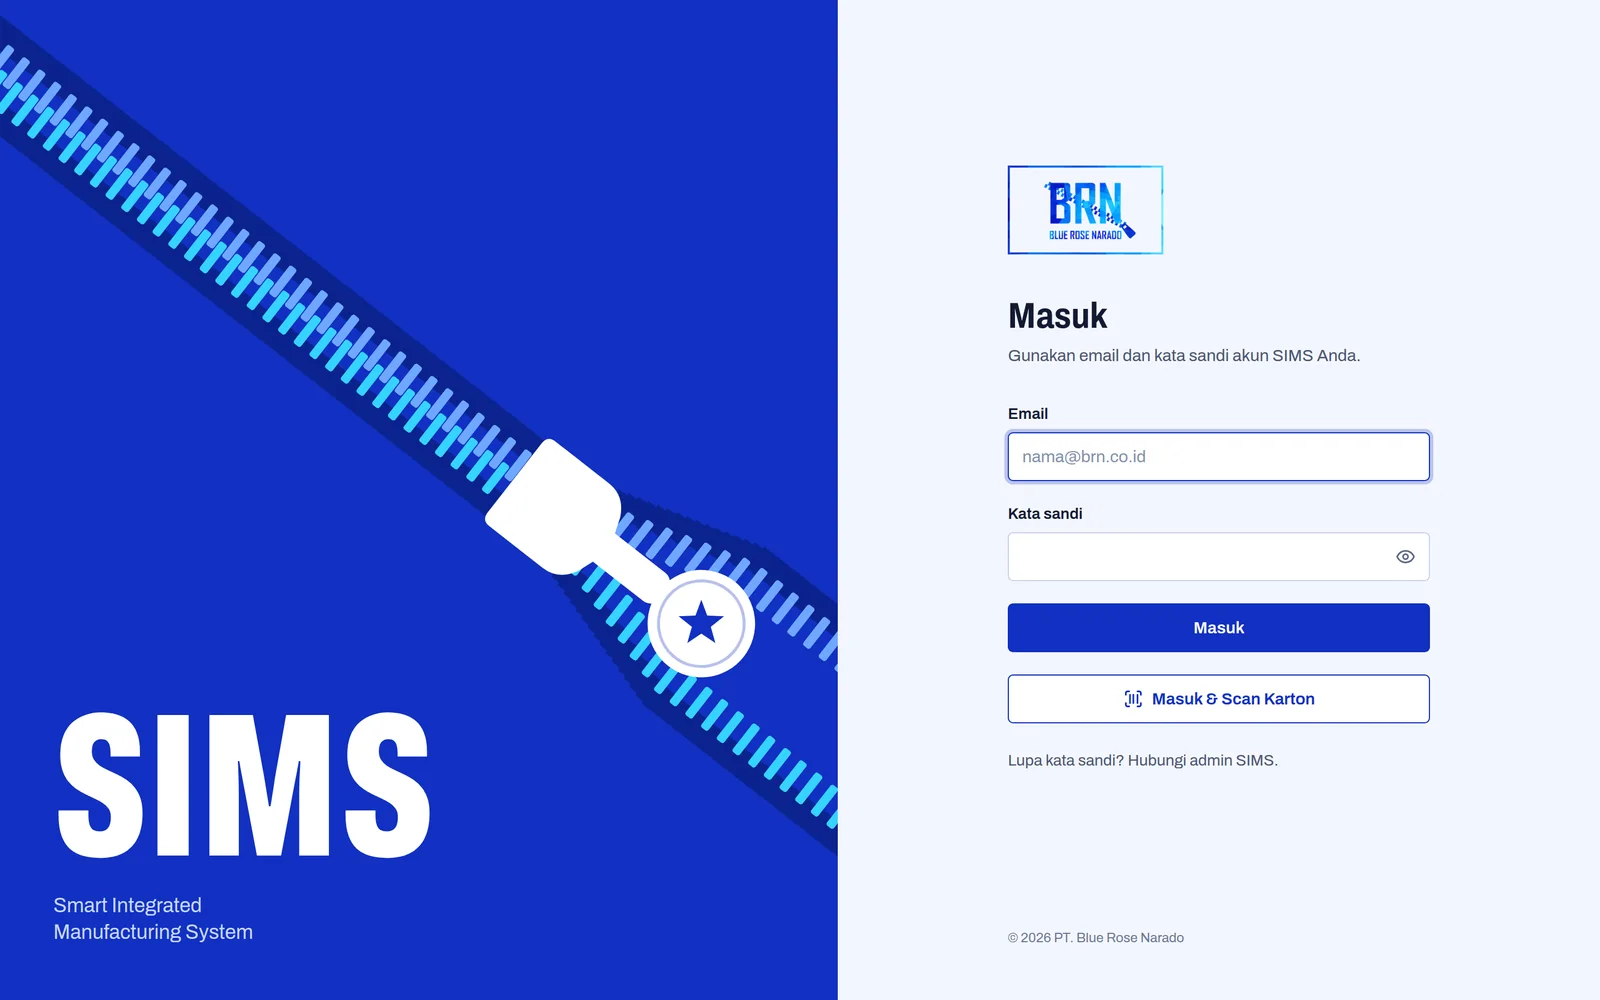 SIMS
Smart Integrated
Manufacturing System
BRN
BLUE ROSE NARADO
Masuk
Gunakan email dan kata sandi akun SIMS Anda.
Email
nama@brn.co.id
Kata sandi
Masuk
Masuk & Scan Karton
Lupa kata sandi? Hubungi admin SIMS.
© 2026 PT. Blue Rose Narado